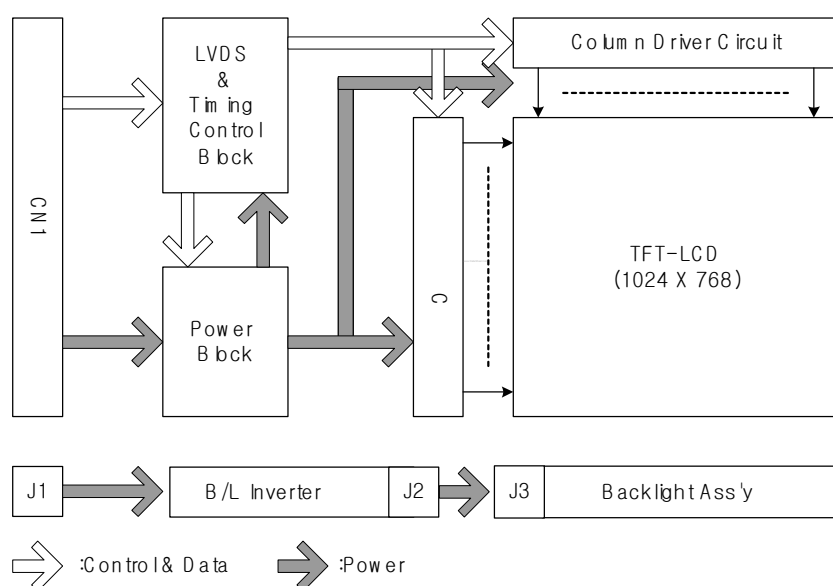 LVDS
&
Timing
Control
Block
Column Driver Circuit
CN1
C
TFT-LCD
(1024 X 768)
Power
Block
J1
B/L Inverter
J2
J3
Backlight Ass'y
:Control & Data
:Power